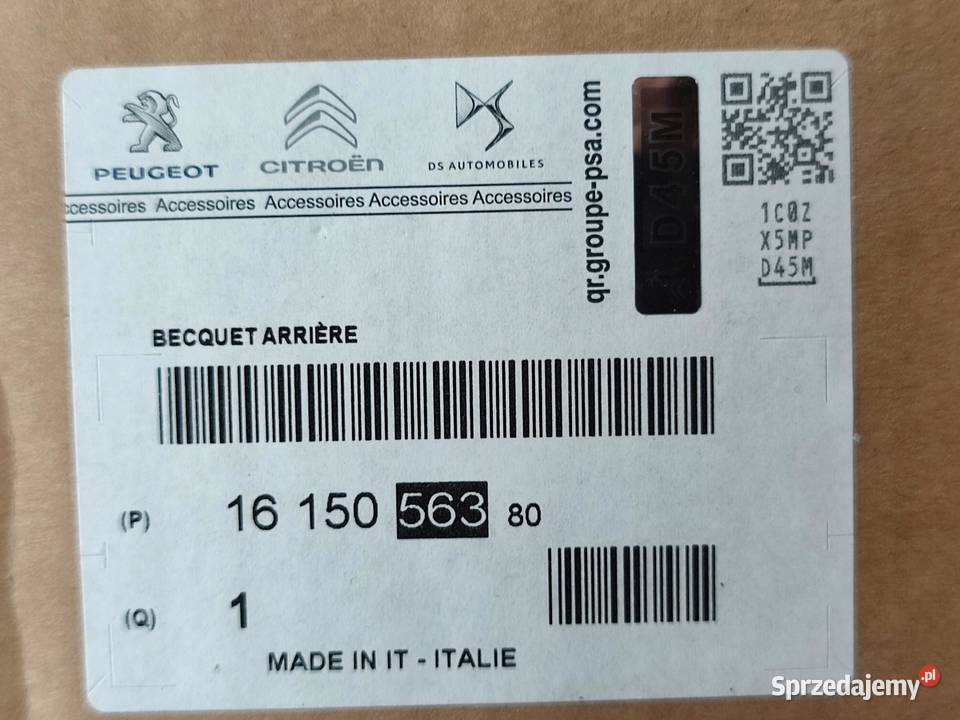 PEUGEOT
CITROËN
DS AUTOMOBILES
ccessoires Accessoires Accessoires Accessoires Accessoires
qr.groupe-psa.com
D45M
1C0Z
X5MP
D45M
BECQUET ARRIÈRE
(P) 16 150 563 80
(Q) 1
MADE IN IT - ITALIE
Sprzedajemy.pl